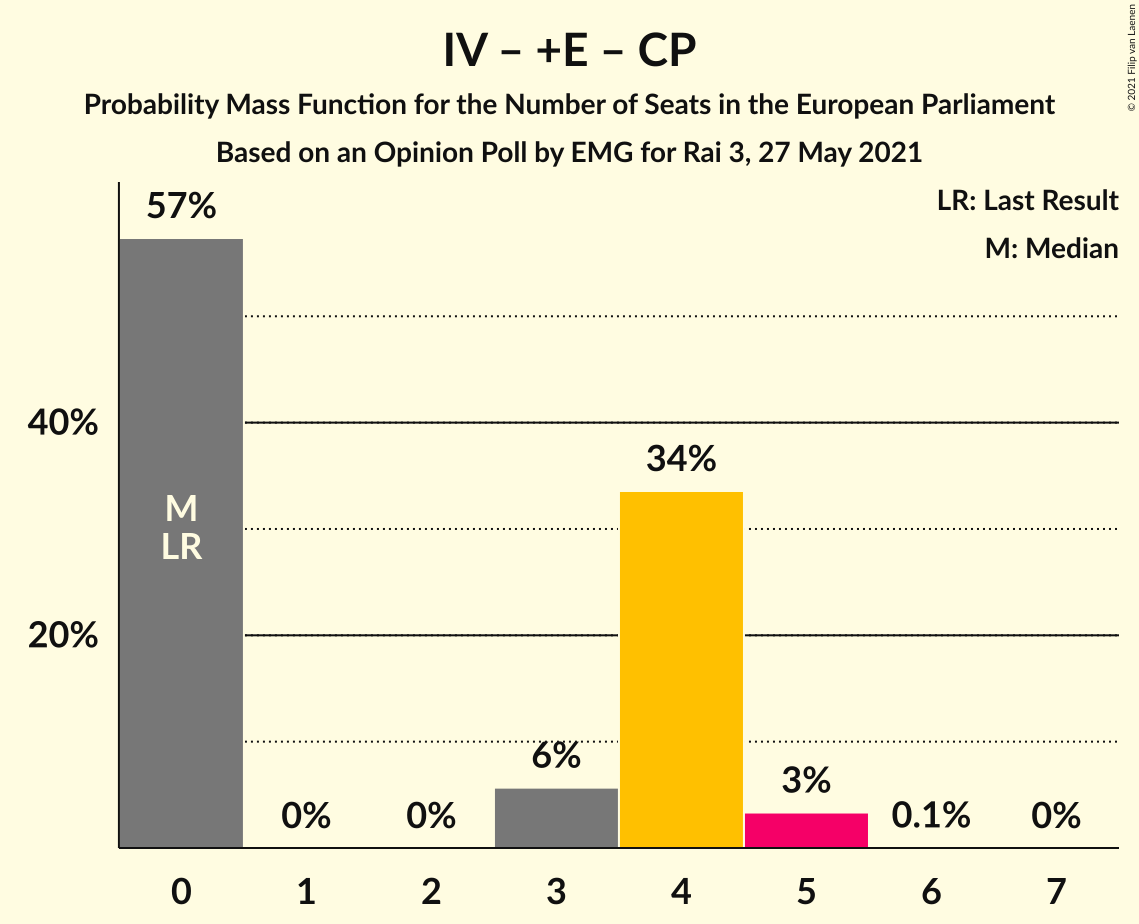 IV – +E – CP
Probability Mass Function for the Number of Seats in the European Parliament
Based on an Opinion Poll by EMG for Rai 3, 27 May 2021
© 2021 Filip van Laenen
LR: Last Result
M: Median
57%
40%
34%
M
LR
20%
6%
3%
0%
0%
0.1%
0%
0
1
2
3
4
5
6
7